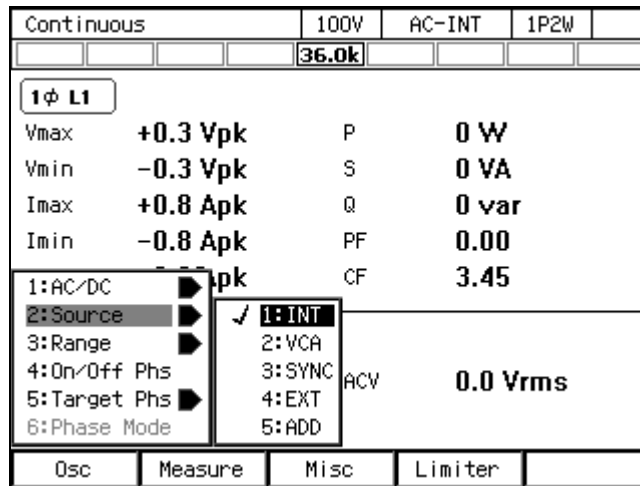 Continuous 100V AC-INT 1P2W
36.0k
1φ L1
Vmax +0.3 Vpk P 0 W
Vmin -0.3 Vpk S 0 VA
Imax +0.8 Apk Q 0 var
Imin -0.8 Apk PF 0.00
pk CF 3.45
1:AC/DC
2:Source
3:Range
4:On/Off Phs
5:Target Phs
6:Phase Mode
✓ 1:INT
2:VCA
3:SYNC
4:EXT
5:ADD
ACV 0.0 Vrms
Osc Measure Misc Limiter